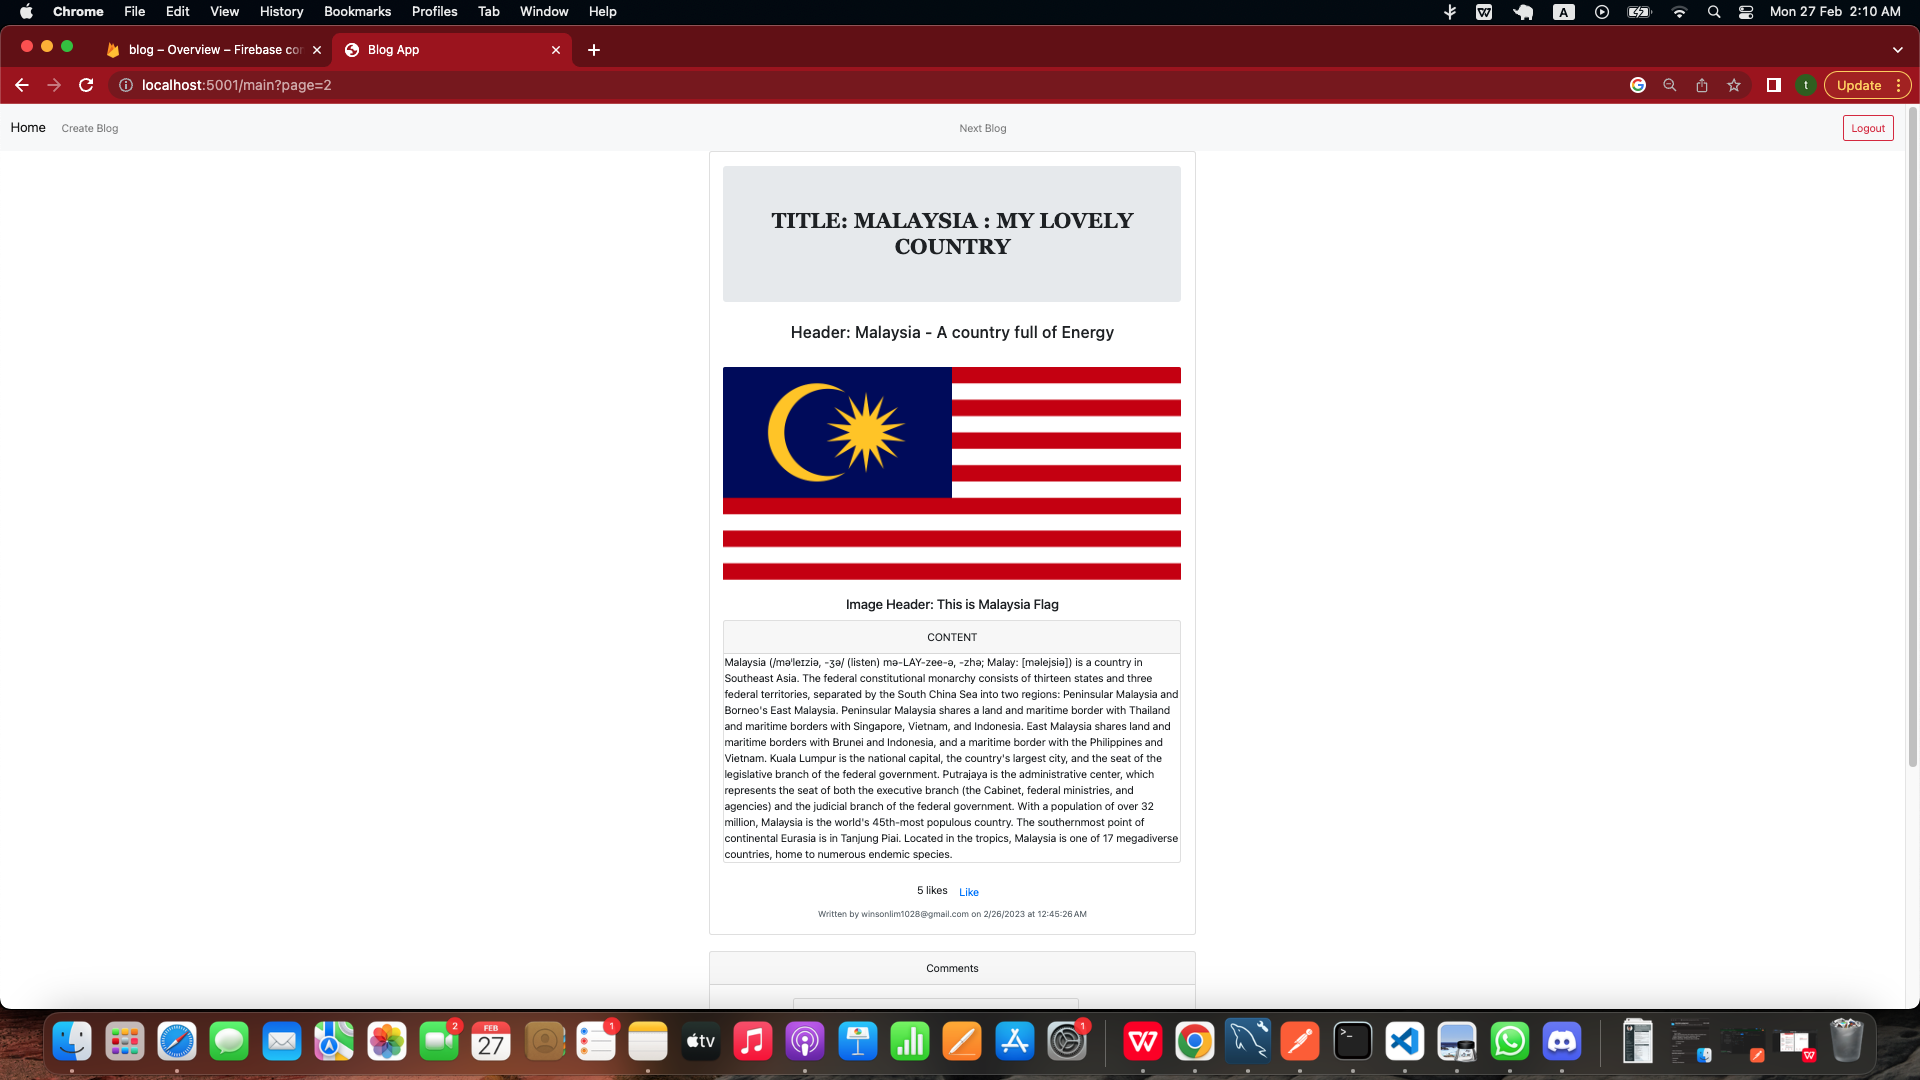 Chrome File Edit View History Bookmarks Profiles Tab Window Help A Mon 27 Feb 2:10 AM
blog – Overview – Firebase co Blog App
localhost:5001/main?page=2 t Update
Home Create Blog Next Blog Logout
TITLE: MALAYSIA : MY LOVELY
COUNTRY
Header: Malaysia - A country full of Energy
Image Header: This is Malaysia Flag
CONTENT
Malaysia (/məˈleɪziə, -ʒə/ (listen) mə-LAY-zee-ə, -zhə; Malay: [məlejsiə]) is a country in
Southeast Asia. The federal constitutional monarchy consists of thirteen states and three
federal territories, separated by the South China Sea into two regions: Peninsular Malaysia and
Borneo's East Malaysia. Peninsular Malaysia shares a land and maritime border with Thailand
and maritime borders with Singapore, Vietnam, and Indonesia. East Malaysia shares land and
maritime borders with Brunei and Indonesia, and a maritime border with the Philippines and
Vietnam. Kuala Lumpur is the national capital, the country's largest city, and the seat of the
legislative branch of the federal government. Putrajaya is the administrative center, which
represents the seat of both the executive branch (the Cabinet, federal ministries, and
agencies) and the judicial branch of the federal government. With a population of over 32
million, Malaysia is the world's 45th-most populous country. The southernmost point of
continental Eurasia is in Tanjung Piai. Located in the tropics, Malaysia is one of 17 megadiverse
countries, home to numerous endemic species.
5 likes Like
Written by winsonlim1028@gmail.com on 2/26/2023 at 12:45:26 AM
Comments
2 FEB 27 1 tv 1